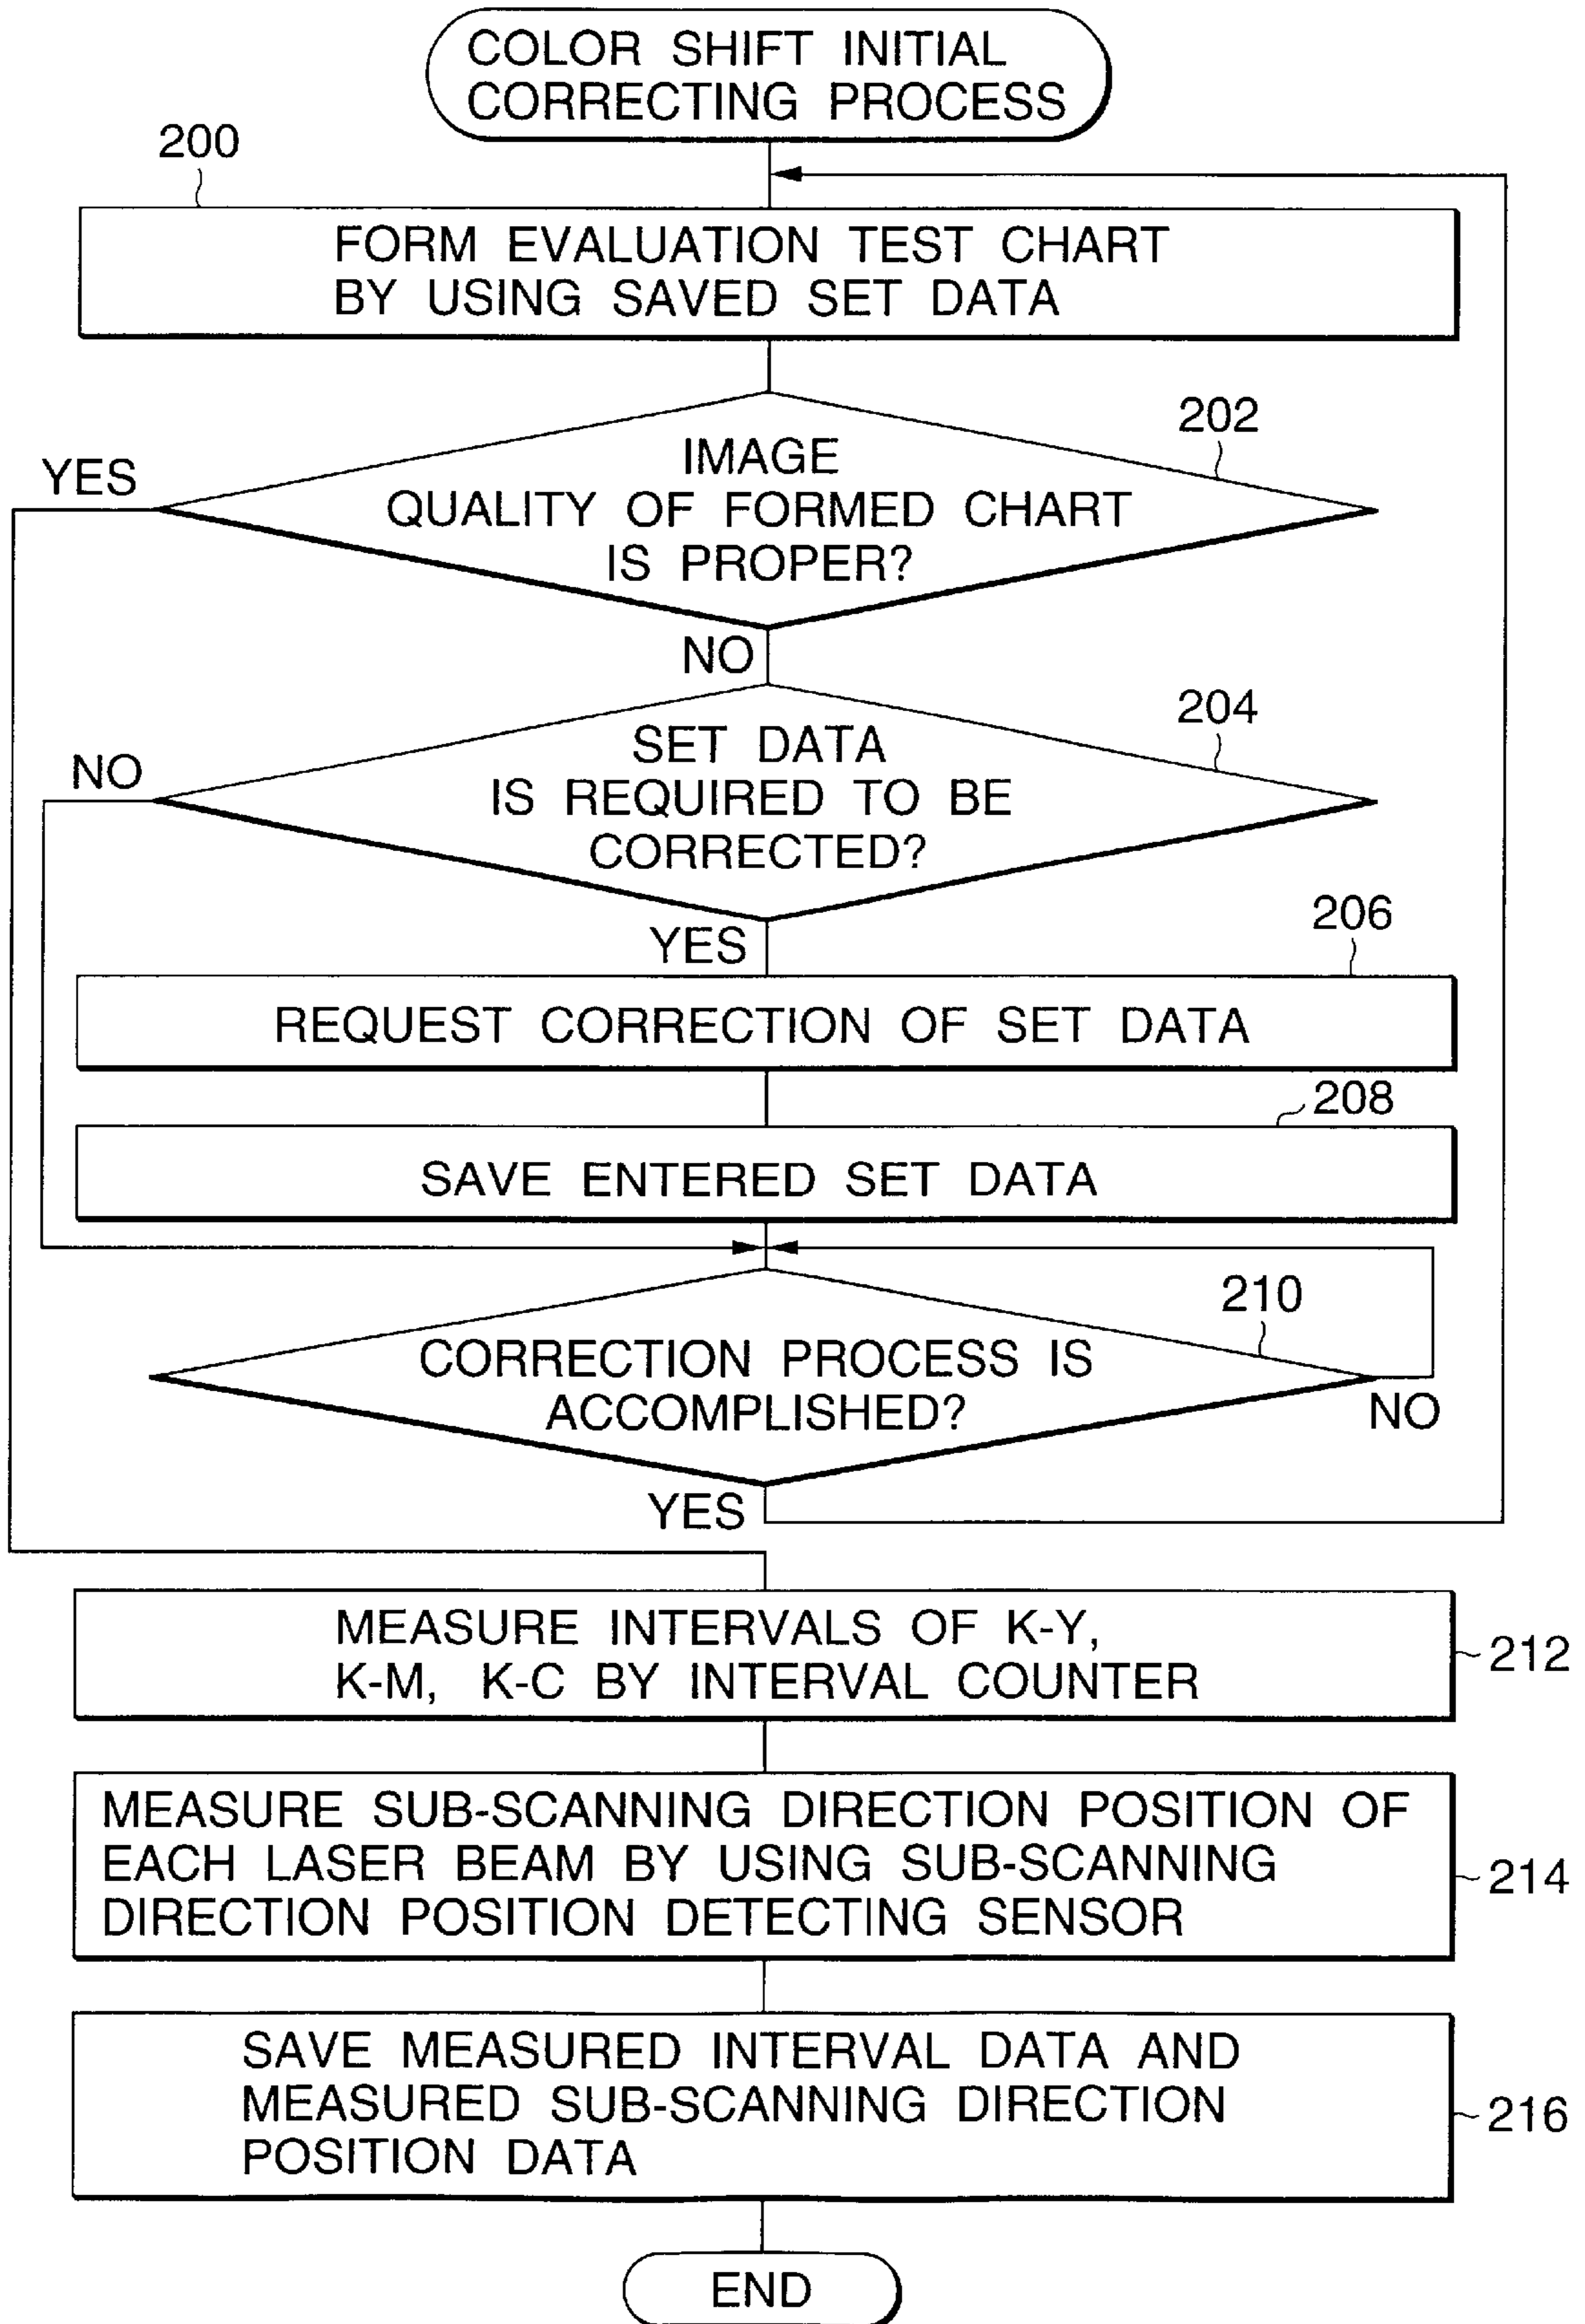 COLOR SHIFT INITIAL
CORRECTING PROCESS
200
FORM EVALUATION TEST CHART
BY USING SAVED SET DATA
202
YES
IMAGE
QUALITY OF FORMED CHART
IS PROPER?
NO
204
NO
SET DATA
IS REQUIRED TO BE
CORRECTED?
YES
206
REQUEST CORRECTION OF SET DATA
208
SAVE ENTERED SET DATA
210
CORRECTION PROCESS IS
ACCOMPLISHED?
NO
YES
MEASURE INTERVALS OF K-Y,
K-M, K-C BY INTERVAL COUNTER
212
MEASURE SUB-SCANNING DIRECTION POSITION OF
EACH LASER BEAM BY USING SUB-SCANNING
DIRECTION POSITION DETECTING SENSOR
214
SAVE MEASURED INTERVAL DATA AND
MEASURED SUB-SCANNING DIRECTION
POSITION DATA
216
END